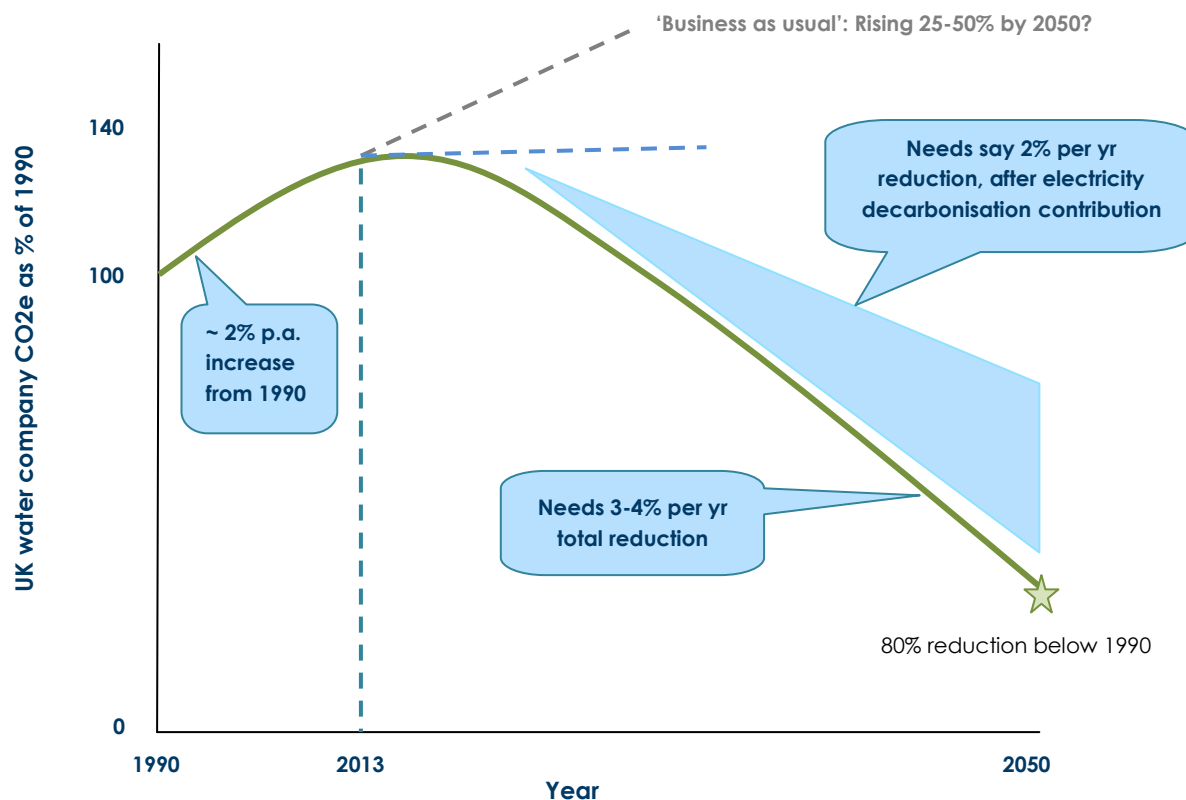 ‘Business as usual’: Rising 25-50% by 2050?
140
Needs say 2% per yr
reduction, after electricity
decarbonisation contribution
UK water company CO2e as % of 1990
100
~ 2% p.a.
increase
from 1990
Needs 3-4% per yr
total reduction
80% reduction below 1990
0
1990
2013
2050
Year